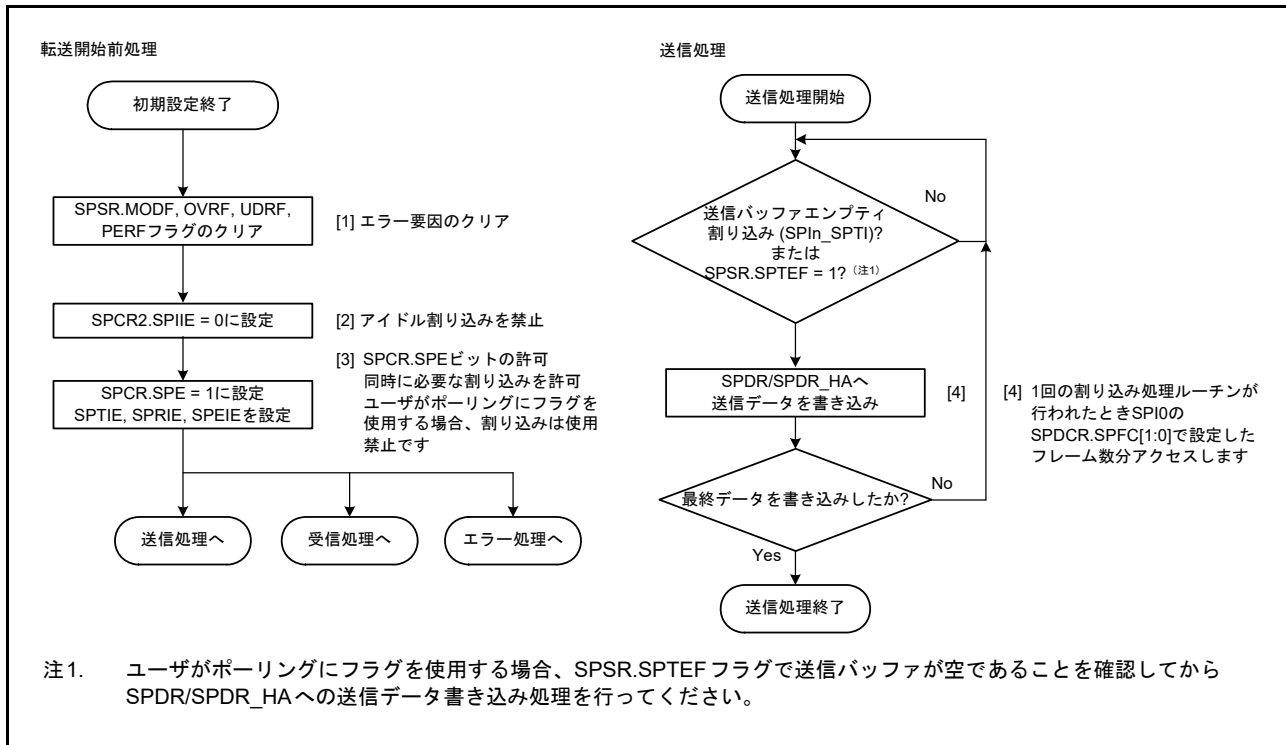 転送開始前処理
初期設定終了
SPSR.MODF, OVRF, UDRF,
PERFフラグのクリア
[1] エラー要因のクリア
SPCR2.SPIIE = 0に設定
[2] アイドル割り込みを禁止
SPCR.SPE = 1に設定
SPTIE, SPRIE, SPEIEを設定
[3] SPCR.SPEビットの許可
同時に必要な割り込みを許可
ユーザがポーリングにフラグを
使用する場合、割り込みは使用
禁止です
送信処理へ
受信処理へ
エラー処理へ
送信処理
送信処理開始
送信バッファエンプティ
割り込み (SPIn_SPTI)?
または
SPSR.SPTEF = 1? (注1)
No
SPDR/SPDR_HAへ
送信データを書き込み
[4]
[4] 1回の割り込み処理ルーチンが
行われたときSPI0の
SPDCR.SPFC[1:0]で設定した
フレーム数分アクセスします
最終データを書き込みしたか?
No
Yes
送信処理終了
注1. ユーザがポーリングにフラグを使用する場合、SPSR.SPTEFフラグで送信バッファが空であることを確認してから
SPDR/SPDR_HAへの送信データ書き込み処理を行ってください。